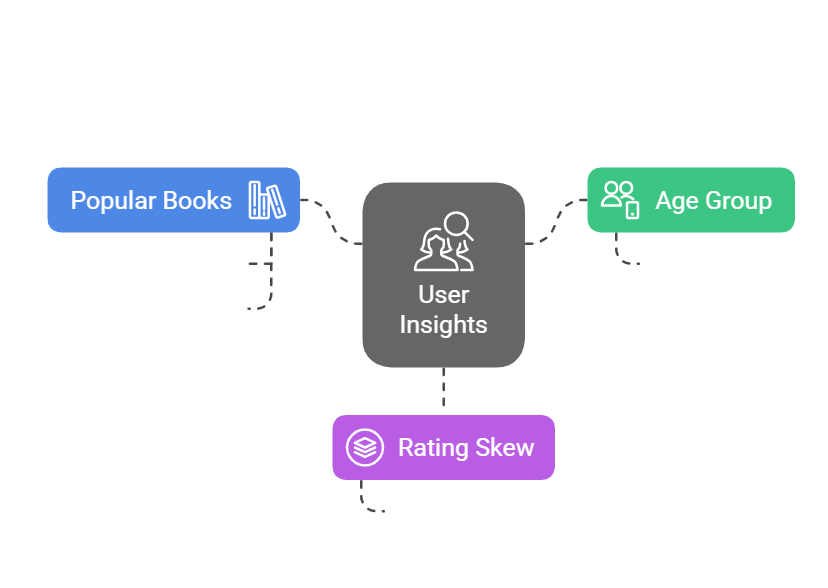 Popular Books
Age Group
User
Insights
Rating Skew